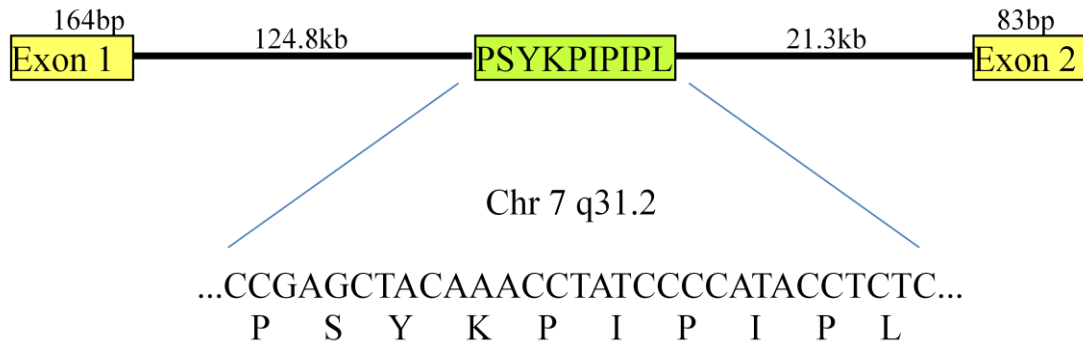 164bp 124.8kb 21.3kb 83bp
Exon 1 PSYKPIPIPL Exon 2
Chr 7 q31.2
...CCGAGCTACAAACCTATCCCCATACCTCTC...
P S Y K P I P I P L